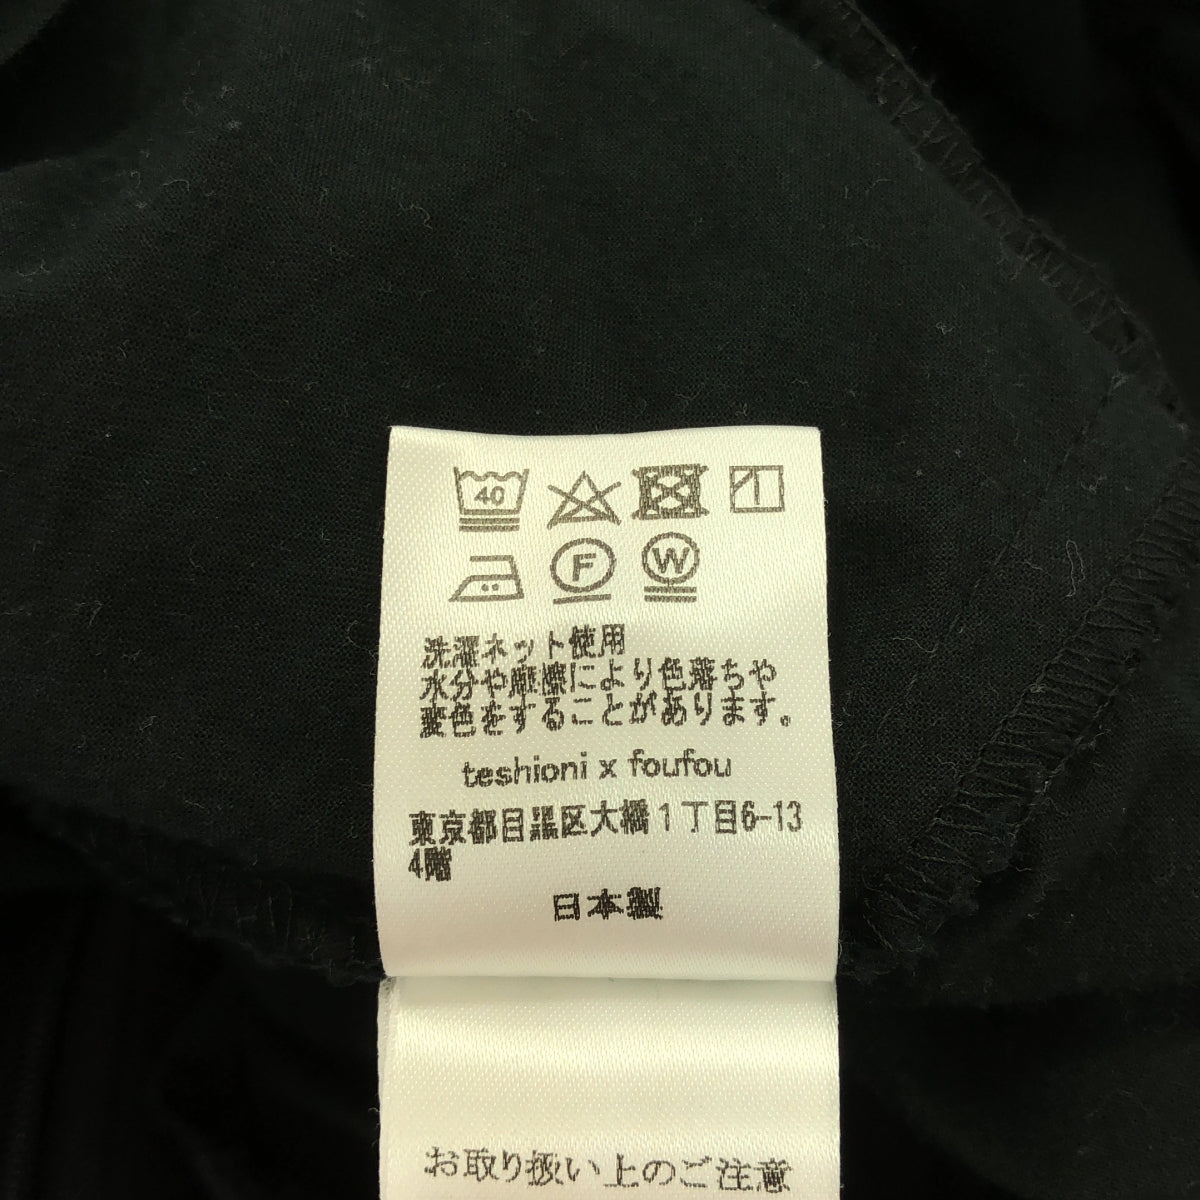 40
F W
洗濯ネット使用
水分や摩擦により色落ちや
変色をすることがあります。
teshioni x foufou
東京都目黒区大橋1丁目6-13
4階
日本製
お取り扱い上のご注意